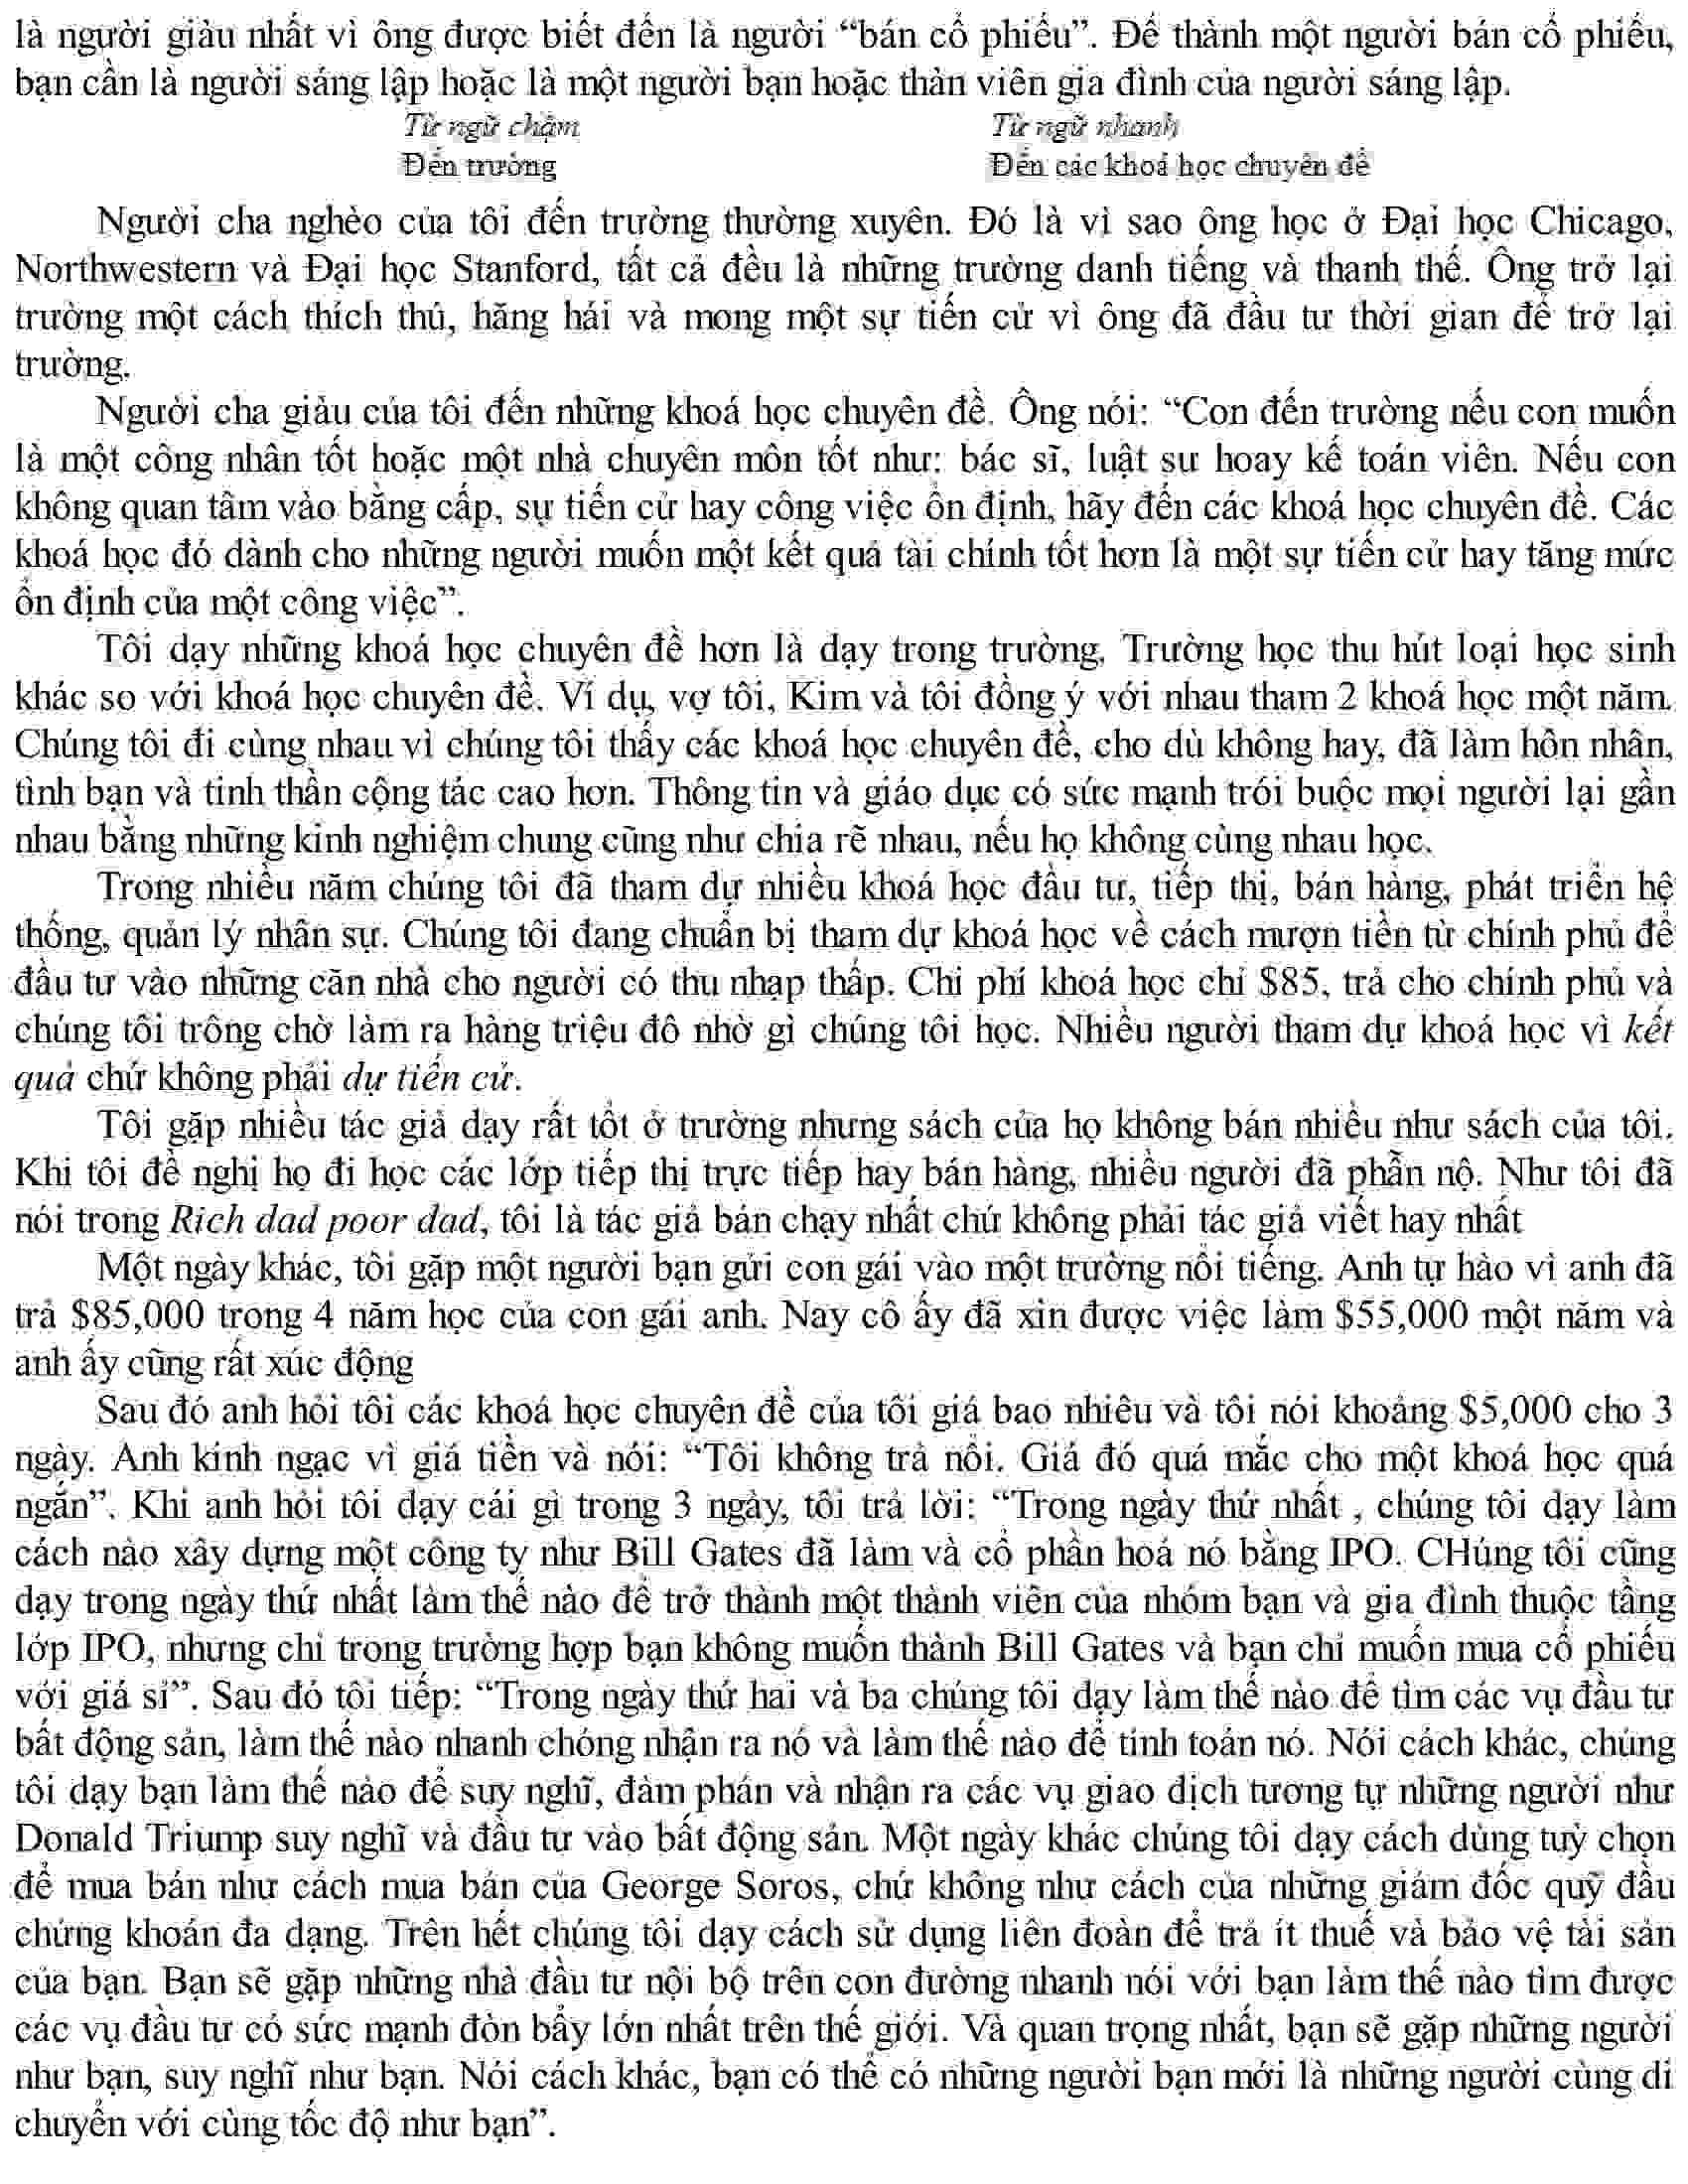 là người giàu nhất vì ông được biết đến là người “bán cổ phiếu”. Để thành một người bán cổ phiếu,
bạn cần là người sáng lập hoặc là một người bạn hoặc thàn viên gia đình của người sáng lập.
Từ ngữ chậm Từ ngữ nhanh
Đến trường Đến các khoá học chuyên đề
Người cha nghèo của tôi đến trường thường xuyên. Đó là vì sao ông học ở Đại học Chicago,
Northwestern và Đại học Stanford, tất cả đều là những trường danh tiếng và thanh thế. Ông trở lại
trường một cách thích thú, hăng hái và mong một sự tiến cử vì ông đã đầu tư thời gian để trở lại
trường.
Người cha giàu của tôi đến những khoá học chuyên đề. Ông nói: “Con đến trường nếu con muốn
là một công nhân tốt hoặc một nhà chuyên môn tốt như: bác sĩ, luật sư hoay kế toán viên. Nếu con
không quan tâm vào bằng cấp, sự tiến cử hay công việc ổn định, hãy đến các khoá học chuyên đề. Các
khoá học đó dành cho những người muốn một kết quả tài chính tốt hơn là một sự tiến cử hay tăng mức
ổn định của một công việc”.
Tôi dạy những khoá học chuyên đề hơn là dạy trong trường. Trường học thu hút loại học sinh
khác so với khoá học chuyên đề. Ví dụ, vợ tôi, Kim và tôi đồng ý với nhau tham 2 khoá học một năm.
Chúng tôi đi cùng nhau vì chúng tôi thấy các khoá học chuyên đề, cho dù không hay, đã làm hôn nhân,
tình bạn và tinh thần cộng tác cao hơn. Thông tin và giáo dục có sức mạnh trói buộc mọi người lại gần
nhau bằng những kinh nghiệm chung cũng như chia rẽ nhau, nếu họ không cùng nhau học.
Trong nhiều năm chúng tôi đã tham dự nhiều khoá học đầu tư, tiếp thị, bán hàng, phát triển hệ
thống, quản lý nhân sự. Chúng tôi đang chuẩn bị tham dự khoá học về cách mượn tiền từ chính phủ để
đầu tư vào những căn nhà cho người có thu nhạp thấp. Chi phí khoá học chỉ $85, trả cho chính phủ và
chúng tôi trông chờ làm ra hàng triệu đô nhờ gì chúng tôi học. Nhiều người tham dự khoá học vì kết
quả chứ không phải dự tiến cử.
Tôi gặp nhiều tác giả dạy rất tốt ở trường nhưng sách của họ không bán nhiều như sách của tôi.
Khi tôi đề nghị họ đi học các lớp tiếp thị trực tiếp hay bán hàng, nhiều người đã phẫn nộ. Như tôi đã
nói trong Rich dad poor dad, tôi là tác giả bán chạy nhất chứ không phải tác giả viết hay nhất
Một ngày khác, tôi gặp một người bạn gửi con gái vào một trường nổi tiếng. Anh tự hào vì anh đã
trả $85,000 trong 4 năm học của con gái anh. Nay cô ấy đã xin được việc làm $55,000 một năm và
anh ấy cũng rất xúc động
Sau đó anh hỏi tôi các khoá học chuyên đề của tôi giá bao nhiêu và tôi nói khoảng $5,000 cho 3
ngày. Anh kinh ngạc vì giá tiền và nói: “Tôi không trả nổi. Giá đó quá mắc cho một khoá học quá
ngắn”. Khi anh hỏi tôi dạy cái gì trong 3 ngày, tôi trả lời: “Trong ngày thứ nhất , chúng tôi dạy làm
cách nào xây dựng một công ty như Bill Gates đã làm và cổ phần hoá nó bằng IPO. CHúng tôi cũng
dạy trong ngày thứ nhất làm thế nào để trở thành một thành viên của nhóm bạn và gia đình thuộc tầng
lớp IPO, nhưng chỉ trong trường hợp bạn không muốn thành Bill Gates và bạn chỉ muốn mua cổ phiếu
với giá sỉ”. Sau đó tôi tiếp: “Trong ngày thứ hai và ba chúng tôi dạy làm thế nào để tìm các vụ đầu tư
bất động sản, làm thế nào nhanh chóng nhận ra nó và làm thế nào để tính toán nó. Nói cách khác, chúng
tôi dạy bạn làm thế nào để suy nghĩ, đàm phán và nhận ra các vụ giao dịch tương tự những người như
Donald Triump suy nghĩ và đầu tư vào bất động sản. Một ngày khác chúng tôi dạy cách dùng tuỳ chọn
để mua bán như cách mua bán của George Soros, chứ không như cách của những giám đốc quỹ đầu
chứng khoán đa dạng. Trên hết chúng tôi dạy cách sử dụng liên đoàn để trả ít thuế và bảo vệ tài sản
của bạn. Bạn sẽ gặp những nhà đầu tư nội bộ trên con đường nhanh nói với bạn làm thế nào tìm được
các vụ đầu tư có sức mạnh đòn bẩy lớn nhất trên thế giới. Và quan trọng nhất, bạn sẽ gặp những người
như bạn, suy nghĩ như bạn. Nói cách khác, bạn có thể có những người bạn mới là những người cùng di
chuyển với cùng tốc độ như bạn”.